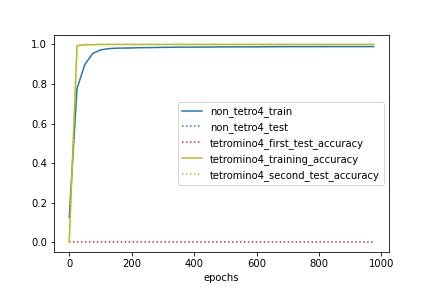 1.0
0.8
0.6
0.4
0.2
0.0
non_tetro4_train
non_tetro4_test
tetromino4_first_test_accuracy
tetromino4_training_accuracy
tetromino4_second_test_accuracy
0 200 400 600 800 1000
epochs